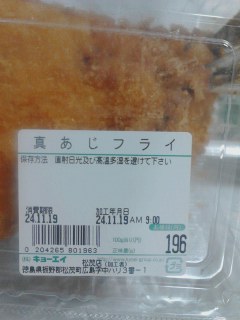 真あじフライ
保存方法 直射日光及び高温多湿を避けて下さい
消費期限 加工年月日
24.11.19 24.11.19 AM 9:00
196
0 204265 801963
キョーエイ 松茂店
徳島県板野郡松茂町広島字中ハリ3番-1